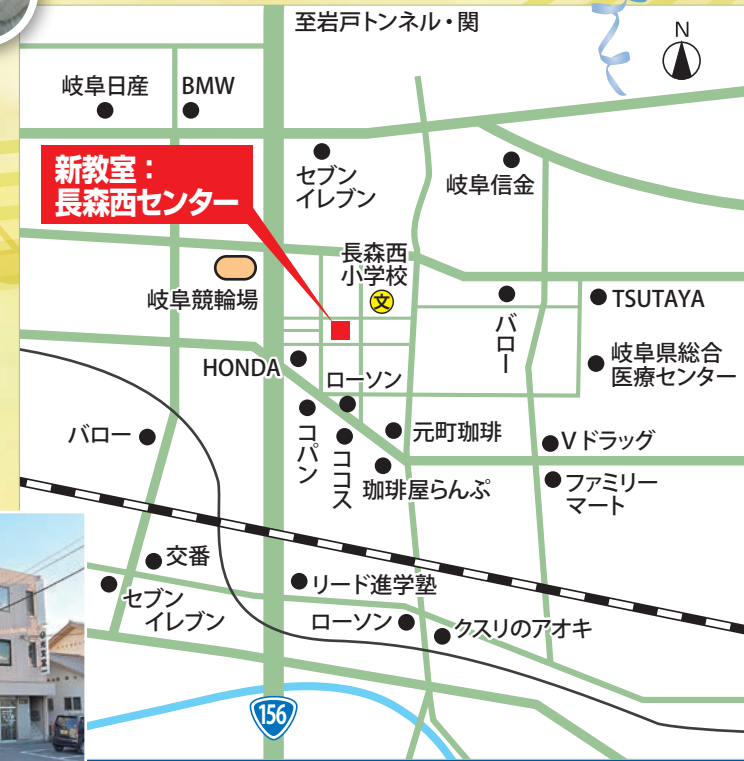 至岩戸トンネル・関
N
岐阜日産
BMW
新教室：
長森西センター
セブン
イレブン
岐阜信金
長森西
小学校
文
岐阜競輪場
TSUTAYA
バロー
岐阜県総合
医療センター
HONDA
ローソン
コパン
ココス
元町珈琲
珈琲屋らんぷ
バロー
Vドラッグ
ファミリー
マート
交番
セブン
イレブン
リード進学塾
ローソン
クスリのアオキ
156